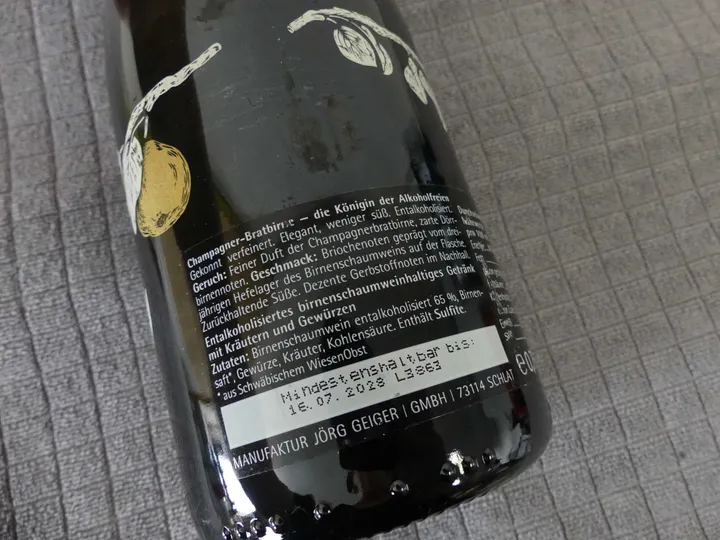 Champagner-Bratbirne – die Königin der Alkoholfreien
Gekonnt verfeinert. Elegant, weniger süß. Entalkoholisiert.
Geruch: Feiner Duft der Champagnerbratbirne, zarte Dörr-
birnennoten. Geschmack: Briochenoten geprägt vom drei-
jährigen Hefelager des Birnenschaumweins auf der Flasche.
Zurückhaltende Süße. Dezente Gerbstoffnoten im Nachhall.
Entalkoholisiertes birnenschaumweinhaltiges Getränk
mit Kräutern und Gewürzen
Zutaten: Birnenschaumwein entalkoholisiert 65 %, Birnen-
saft*, Gewürze, Kräuter, Kohlensäure. Enthält Sulfite.
* aus Schwäbischem WiesenObst
Mindestenshaltbar bis:
16.07.2028 L3863
MANUFAKTUR JÖRG GEIGER | GMBH | 73114 SCHLAT